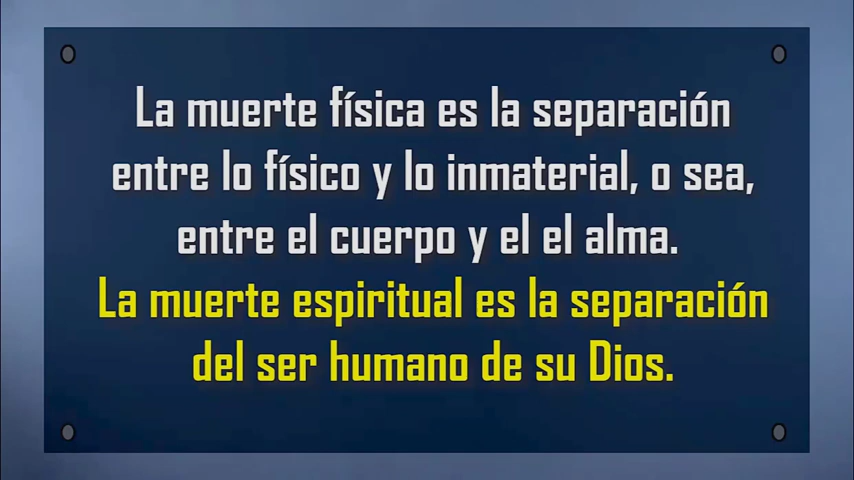 La muerte física es la separación
entre lo físico y lo inmaterial, o sea,
entre el cuerpo y el el alma.
La muerte espiritual es la separación
del ser humano de su Dios.